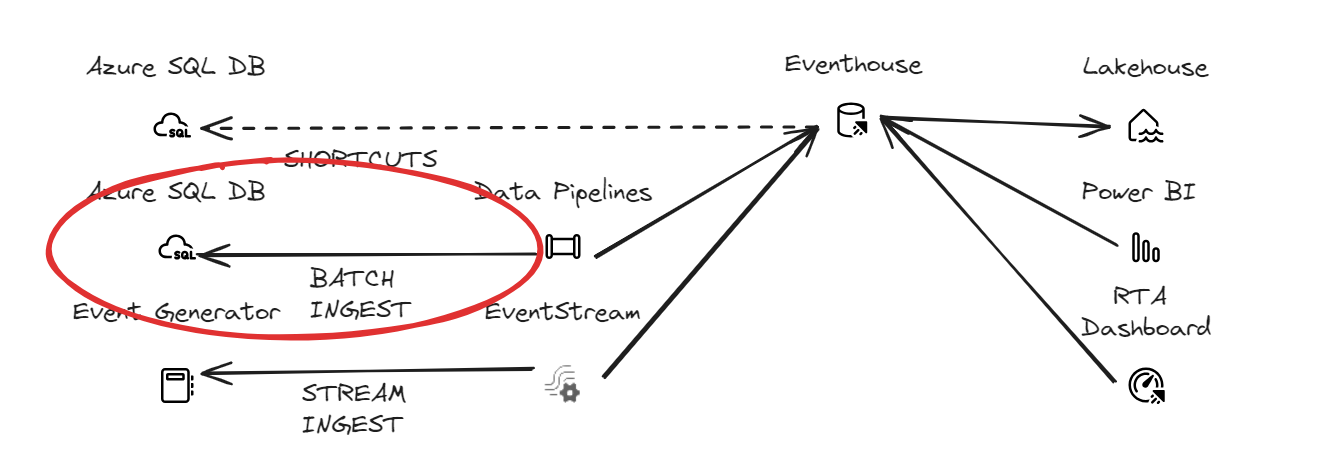 Azure SQL DB
Eventhouse
Lakehouse
SQL
SHORTCUTS
Azure SQL DB
Data Pipelines
Power BI
SQL
BATCH
INGEST
Event Generator
EventStream
RTA
Dashboard
STREAM
INGEST